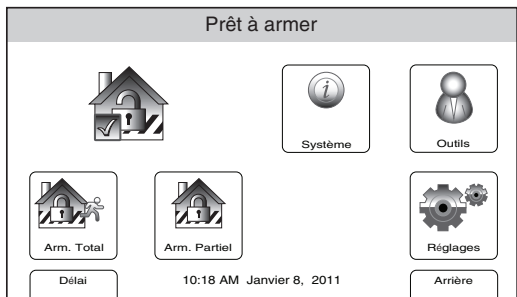 Prêt à armer
Système
Outils
Arm. Total
Arm. Partiel
Réglages
Délai
10:18 AM Janvier 8, 2011
Arrière